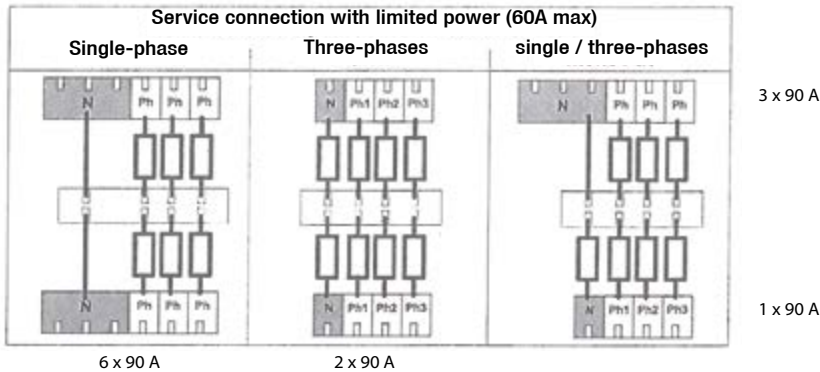 Service connection with limited power (60A max)
Single-phase
Three-phases
single / three-phases
N Ph Ph Ph
N Ph1 Ph2 Ph3
N Ph Ph Ph
3 x 90 A
N Ph Ph Ph
N Ph1 Ph2 Ph3
N Ph1 Ph2 Ph3
1 x 90 A
6 x 90 A
2 x 90 A